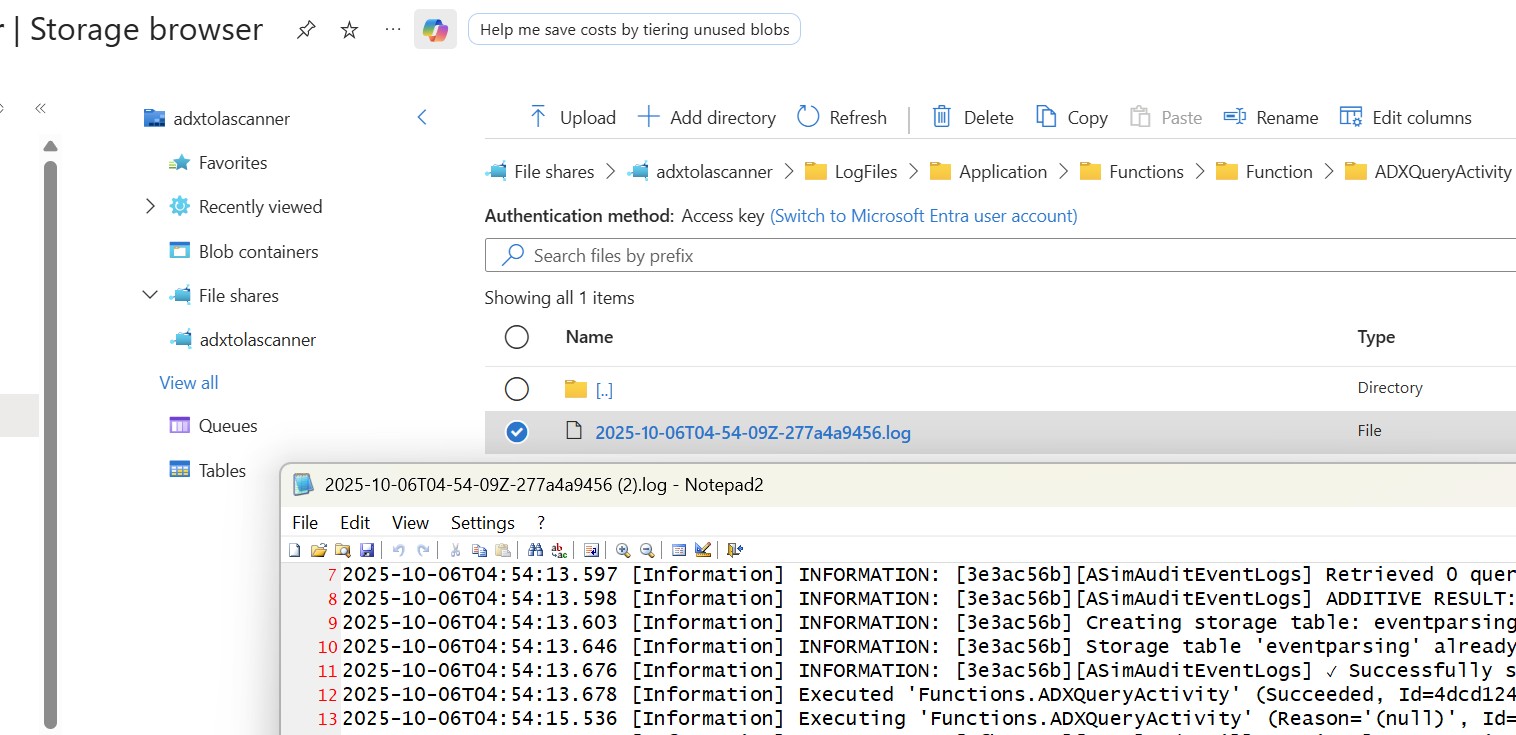 r | Storage browser ... Help me save costs by tiering unused blobs
adxtolascanner
Favorites
Recently viewed
Blob containers
File shares
adxtolascanner
View all
Queues
Tables
Upload Add directory Refresh | Delete Copy Paste Rename Edit columns
File shares > adxtolascanner > LogFiles > Application > Functions > Function > ADXQueryActivity
Authentication method: Access key (Switch to Microsoft Entra user account)
Search files by prefix
Showing all 1 items
Name Type
[..] Directory
2025-10-06T04-54-09Z-277a4a9456.log File
2025-10-06T04-54-09Z-277a4a9456 (2).log - Notepad2
File Edit View Settings ?
7 2025-10-06T04:54:13.597 [Information] INFORMATION: [3e3ac56b][ASimAuditEventLogs] Retrieved 0 quer
8 2025-10-06T04:54:13.598 [Information] INFORMATION: [3e3ac56b][ASimAuditEventLogs] ADDITIVE RESULT:
9 2025-10-06T04:54:13.603 [Information] INFORMATION: [3e3ac56b] Creating storage table: eventparsing
10 2025-10-06T04:54:13.646 [Information] INFORMATION: [3e3ac56b] Storage table 'eventparsing' already
11 2025-10-06T04:54:13.676 [Information] INFORMATION: [3e3ac56b][ASimAuditEventLogs] ✓ Successfully s
12 2025-10-06T04:54:13.678 [Information] Executed 'Functions.ADXQueryActivity' (Succeeded, Id=4dcd124
13 2025-10-06T04:54:15.536 [Information] Executing 'Functions.ADXQueryActivity' (Reason='(null)', Id=